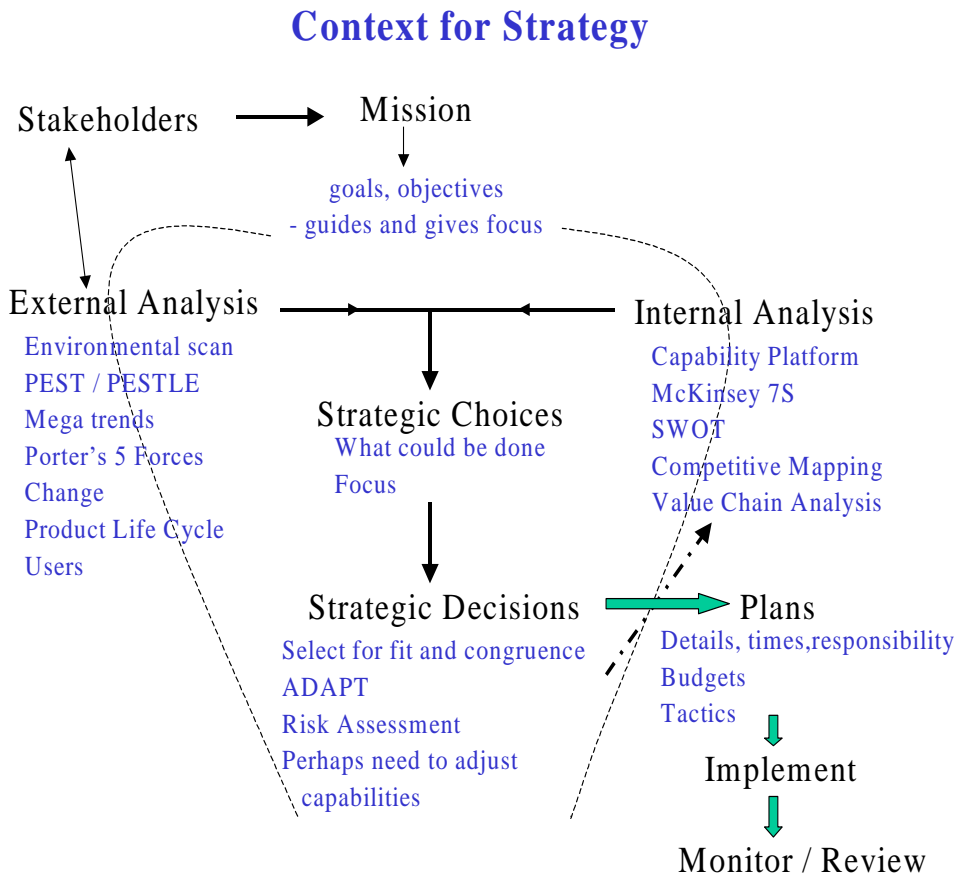 Context for Strategy
Stakeholders
Mission
goals, objectives
- guides and gives focus
External Analysis
Environmental scan
PEST / PESTLE
Mega trends
Porter's 5 Forces
Change
Product Life Cycle
Users
Internal Analysis
Capability Platform
McKinsey 7S
SWOT
Competitive Mapping
Value Chain Analysis
Strategic Choices
What could be done
Focus
Strategic Decisions
Select for fit and congruence
ADAPT
Risk Assessment
Perhaps need to adjust
capabilities
Plans
Details, times,responsibility
Budgets
Tactics
Implement
Monitor / Review